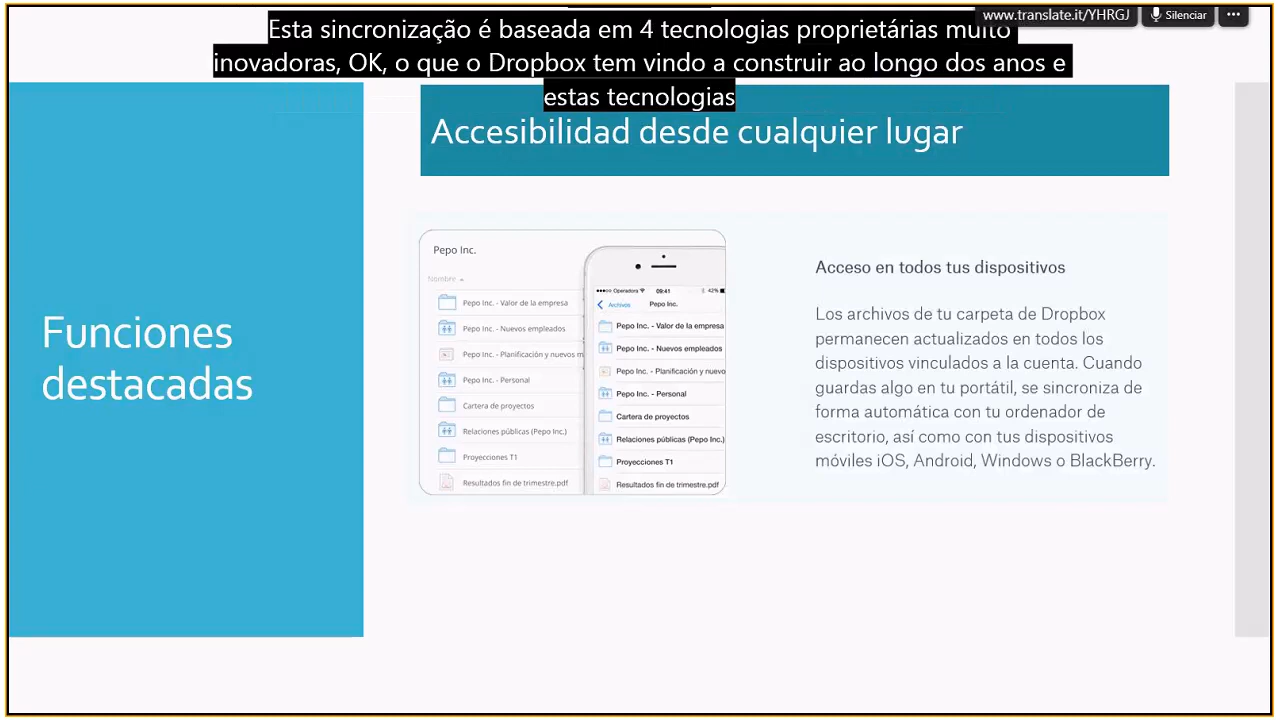 www.translate.it/YHRGJ
Silenciar
Esta sincronização é baseada em 4 tecnologias proprietárias muito
inovadoras, OK, o que o Dropbox tem vindo a construir ao longo dos anos e
estas tecnologias
Accesibilidad desde cualquier lugar
Funciones
destacadas
Pepo Inc.
Nombre
Pepo Inc. - Valor de la empresa
Pepo Inc. - Nuevos empleados
Pepo Inc. - Planificación y nuevos m
Pepo Inc. - Personal
Cartera de proyectos
Relaciones públicas (Pepo Inc.)
Proyecciones T1
Resultados fin de trimestre.pdf
Operadora 09:41 42%
Archivos Pepo Inc.
Pepo Inc. - Valor de la empresa
Pepo Inc. - Nuevos empleados
Pepo Inc. - Planificación y nuevo
Pepo Inc. - Personal
Cartera de proyectos
Relaciones públicas (Pepo Inc.)
Proyecciones T1
Resultados fin de trimestre.pdf
Acceso en todos tus dispositivos
Los archivos de tu carpeta de Dropbox
permanecen actualizados en todos los
dispositivos vinculados a la cuenta. Cuando
guardas algo en tu portátil, se sincroniza de
forma automática con tu ordenador de
escritorio, así como con tus dispositivos
móviles iOS, Android, Windows o BlackBerry.